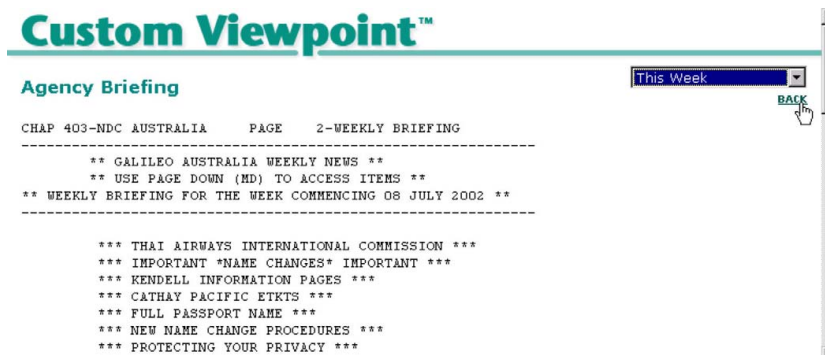 Custom Viewpoint™
This Week
Agency Briefing
BACK
CHAP 403-NDC AUSTRALIA PAGE 2-WEEKLY BRIEFING
----------------------------------------------------------------
** GALILEO AUSTRALIA WEEKLY NEWS **
** USE PAGE DOWN (MD) TO ACCESS ITEMS **
** WEEKLY BRIEFING FOR THE WEEK COMMENCING 08 JULY 2002 **
----------------------------------------------------------------
*** THAI AIRWAYS INTERNATIONAL COMMISSION ***
*** IMPORTANT *NAME CHANGES* IMPORTANT ***
*** KENDELL INFORMATION PAGES ***
*** CATHAY PACIFIC ETKTS ***
*** FULL PASSPORT NAME ***
*** NEW NAME CHANGE PROCEDURES ***
*** PROTECTING YOUR PRIVACY ***